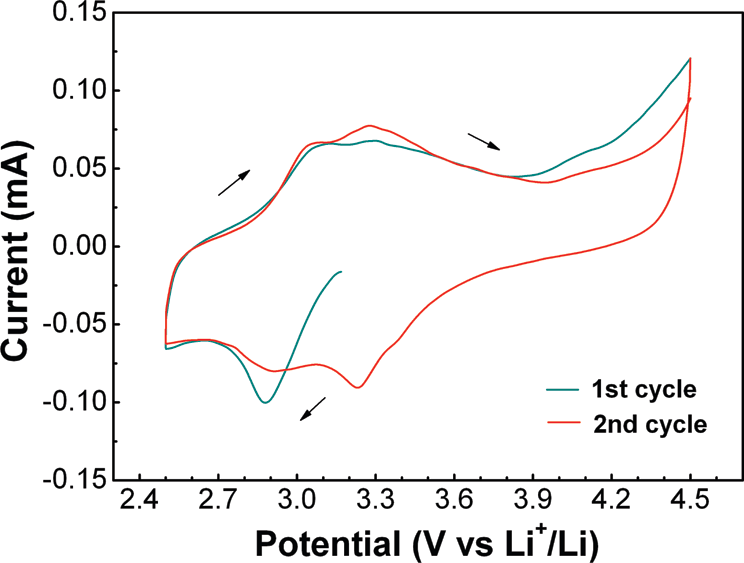 0.15
0.10
0.05
0.00
-0.05
-0.10
-0.15
Current (mA)
1st cycle
2nd cycle
2.4 2.7 3.0 3.3 3.6 3.9 4.2 4.5
Potential (V vs Li⁺/Li)